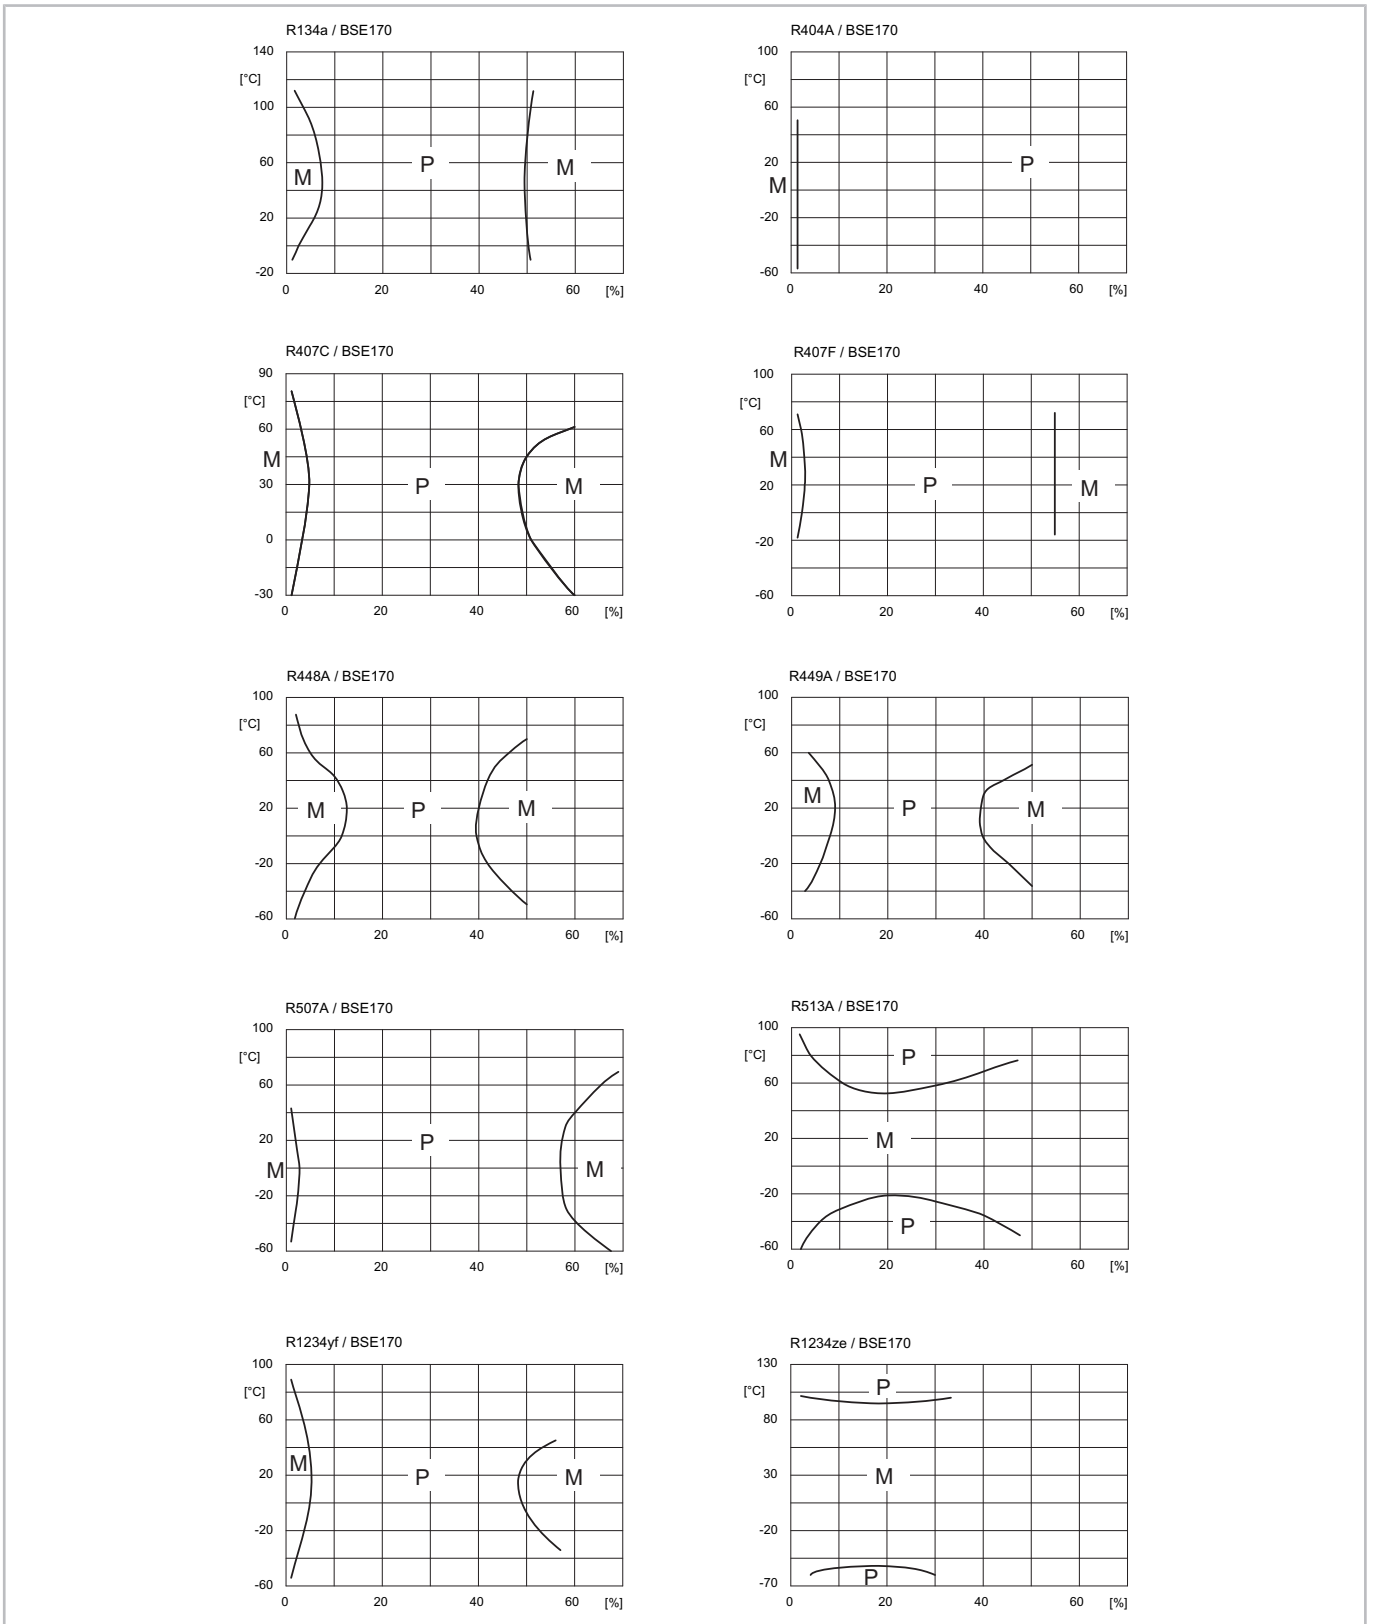 R134a / BSE170
140
[°C]
100
60
20
-20
0 20 40 60 [%]
M P M
R404A / BSE170
100
[°C]
60
20
-20
-60
0 20 40 60 [%]
M P
R407C / BSE170
90
[°C]
60
30
0
-30
0 20 40 60 [%]
M P M
R407F / BSE170
100
[°C]
60
20
-20
-60
0 20 40 60 [%]
M P M
R448A / BSE170
100
[°C]
60
20
-20
-60
0 20 40 60 [%]
M P M
R449A / BSE170
100
[°C]
60
20
-20
-60
0 20 40 60 [%]
M P M
R507A / BSE170
100
[°C]
60
20
-20
-60
0 20 40 60 [%]
M P M
R513A / BSE170
100
[°C]
60
20
-20
-60
0 20 40 60 [%]
P
M
P
R1234yf / BSE170
100
[°C]
60
20
-20
-60
0 20 40 60 [%]
M P M
R1234ze / BSE170
130
[°C]
80
30
-20
-70
0 20 40 60 [%]
P
M
P